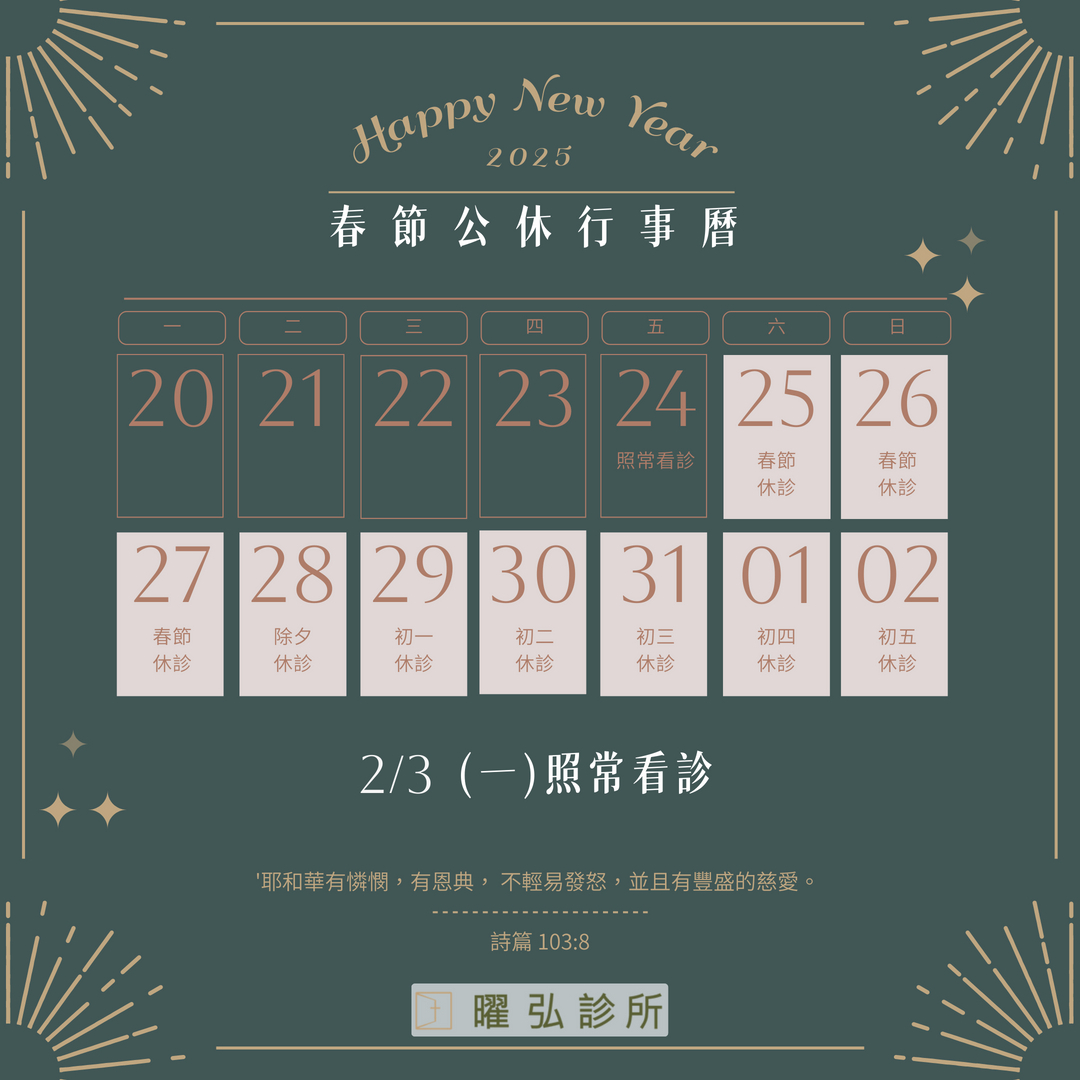 Happy New Year
2025
春節公休行事曆
一 二 三 四 五 六 日
20 21 22 23 24 25 26
照常看診 春節 春節
休診 休診
27 28 29 30 31 01 02
春節 除夕 初一 初二 初三 初四 初五
休診 休診 休診 休診 休診 休診 休診
2/3 (一)照常看診
'耶和華有憐憫，有恩典， 不輕易發怒，並且有豐盛的慈愛。
詩篇 103:8
曜弘診所